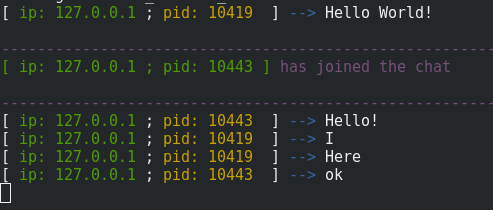 [ ip: 127.0.0.1 ; pid: 10419  ] --> Hello World!
--------------------------------------------------------
[ ip: 127.0.0.1 ; pid: 10443 ] has joined the chat
--------------------------------------------------------
[ ip: 127.0.0.1 ; pid: 10443  ] --> Hello!
[ ip: 127.0.0.1 ; pid: 10419  ] --> I
[ ip: 127.0.0.1 ; pid: 10419  ] --> Here
[ ip: 127.0.0.1 ; pid: 10443  ] --> ok